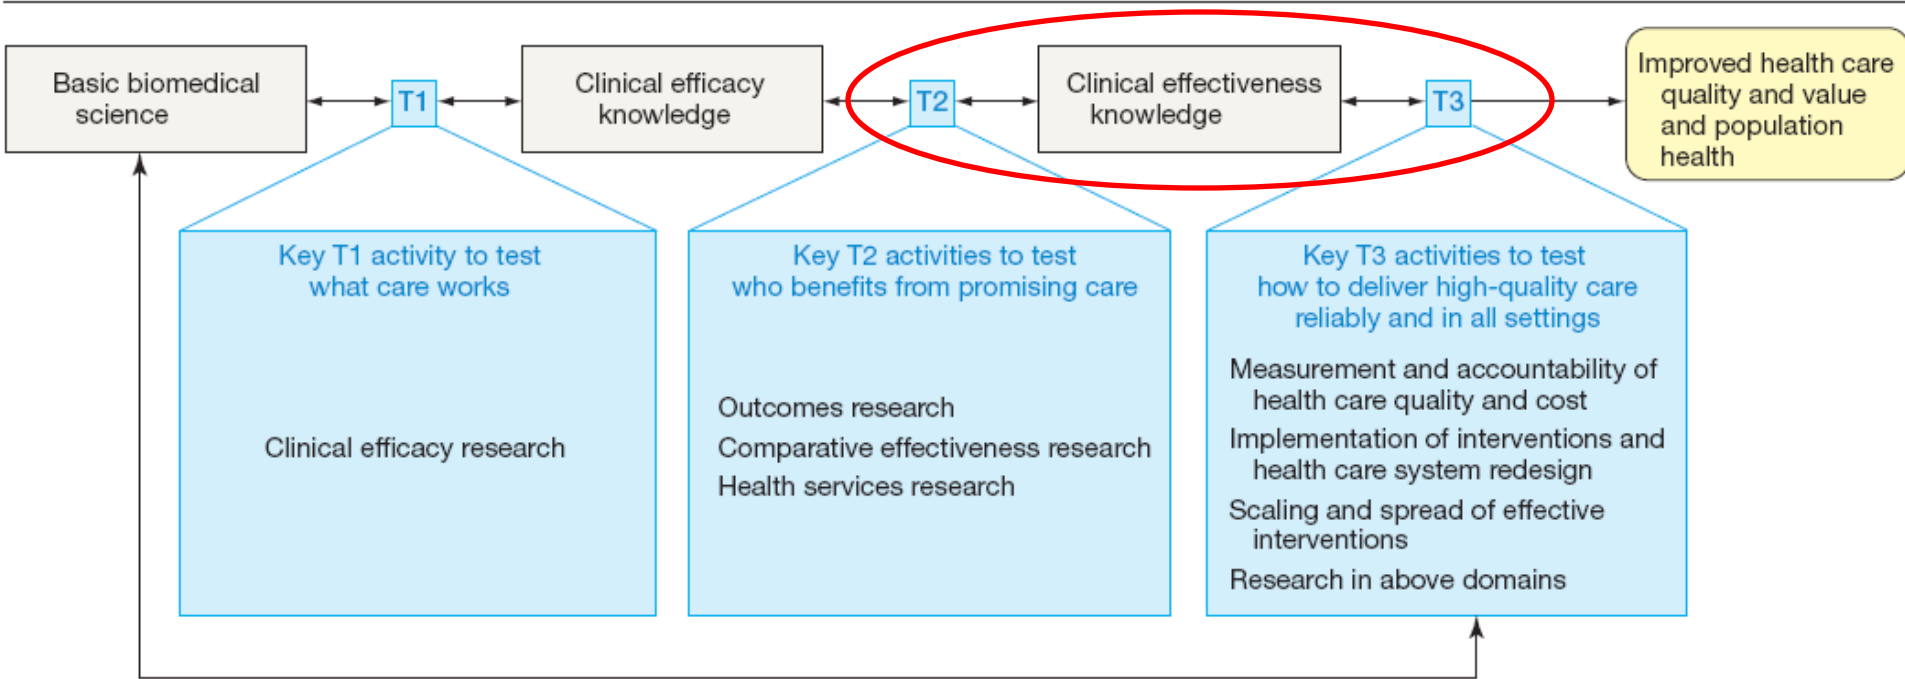 Basic biomedical
science
T1
Clinical efficacy
knowledge
T2
Clinical effectiveness
knowledge
T3
Improved health care
quality and value
and population
health
Key T1 activity to test
what care works
Clinical efficacy research
Key T2 activities to test
who benefits from promising care
Outcomes research
Comparative effectiveness research
Health services research
Key T3 activities to test
how to deliver high-quality care
reliably and in all settings
Measurement and accountability of
health care quality and cost
Implementation of interventions and
health care system redesign
Scaling and spread of effective
interventions
Research in above domains